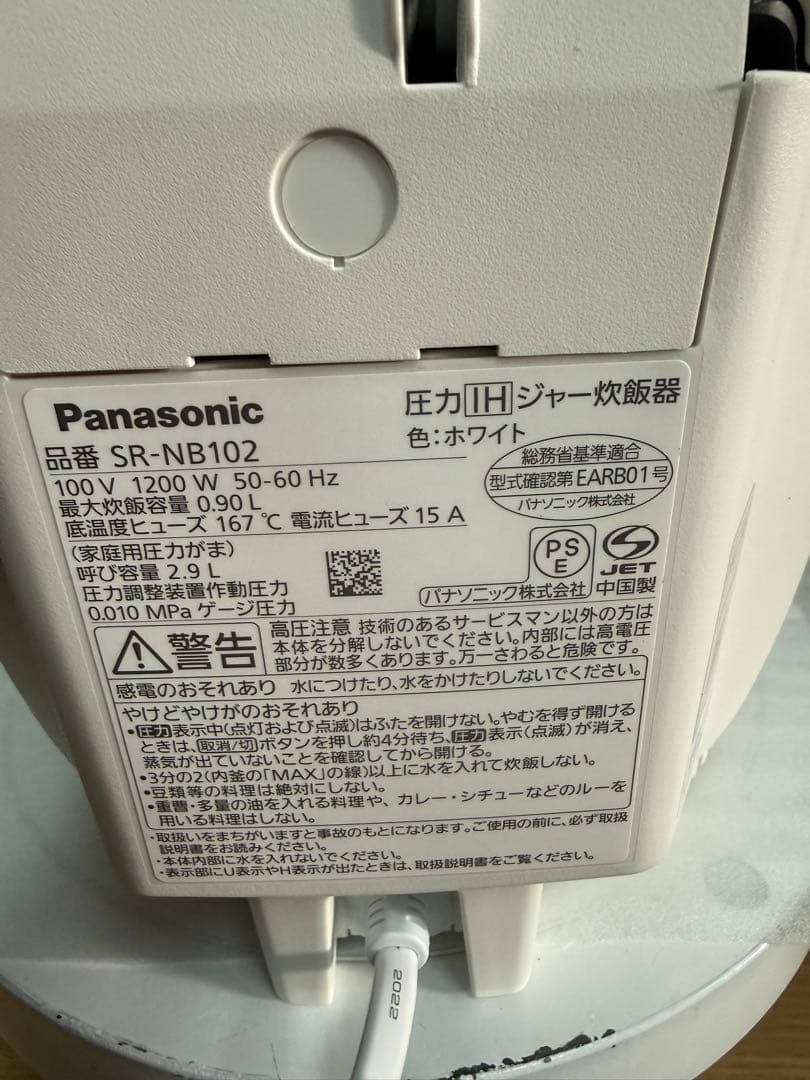 Panasonic
圧力IHジャー炊飯器
品番 SR-NB102
色:ホワイト
100V 1200W 50-60Hz
最大炊飯容量 0.90L
底温度ヒューズ 167℃ 電流ヒューズ 15A
総務省基準適合
型式確認第EARB01号
パナソニック株式会社
(家庭用圧力がま)
呼び容量 2.9L
圧力調整装置作動圧力
0.010 MPa ゲージ圧力
PS
E
パナソニック株式会社
JET
中国製
警告
高圧注意 技術のあるサービスマン以外の方は
本体を分解しないでください。内部には高電圧
部分が数多くあります。万一さわると危険です。
感電のおそれあり 水につけたり、水をかけたりしないでください。
やけどやけがのおそれあり
・圧力表示中(点灯および点滅)はふたを開けない。やむを得ず開ける
ときは、取消/切ボタンを押し約4分待ち、圧力表示(点滅)が消え、
蒸気が出ていないことを確認してから開ける。
・3分の2(内釜の「MAX」の線)以上に水を入れて炊飯しない。
・豆類等の料理は絶対にしない。
・重曹・多量の油を入れる料理や、カレー・シチューなどのルーを
用いる料理はしない。
・取扱いをまちがいますと事故のもとになります。ご使用の前に、必ず取扱
説明書をお読みください。
・本体内部に水を入れないでください。
・表示部にU表示やH表示が出たときは、取扱説明書をご覧ください。
2022